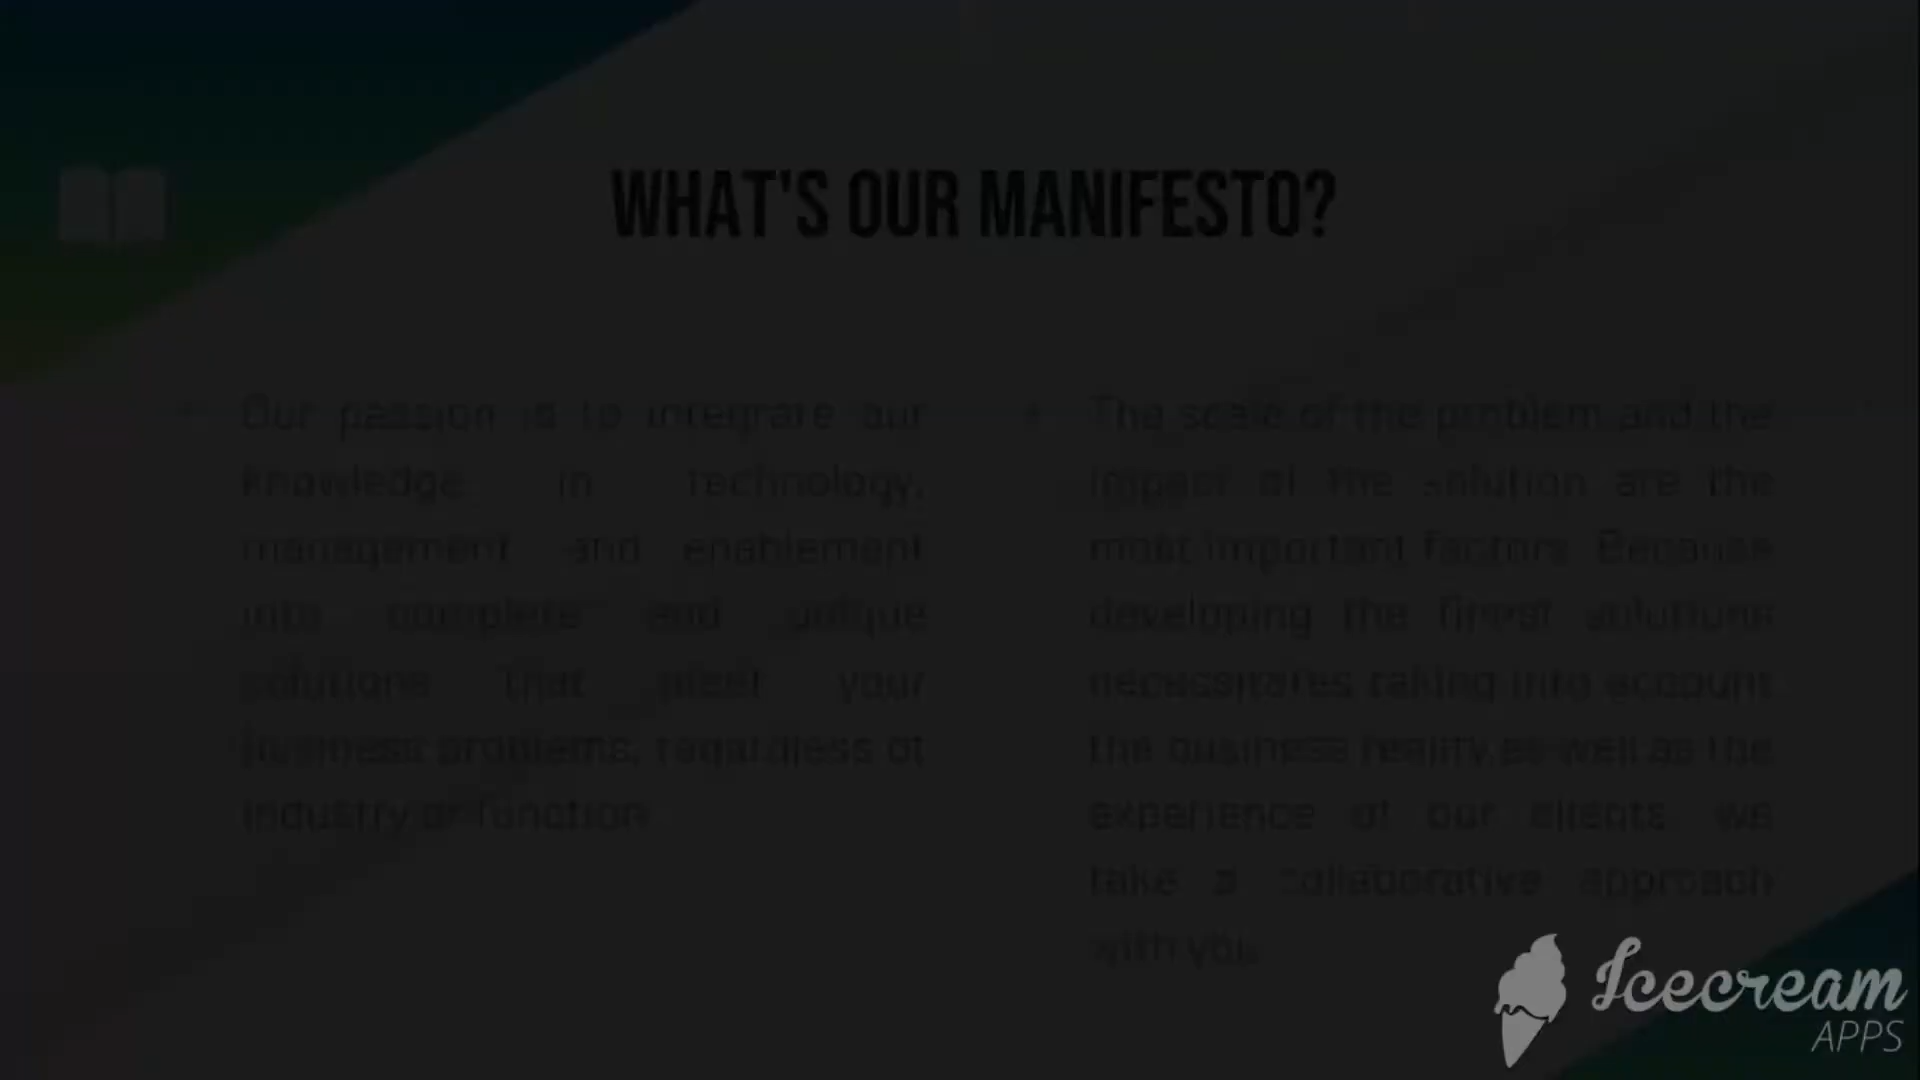 WHAT'S OUR MANIFESTO?
Our passion is to integrate our
knowledge in technology,
management and enablement
into complete and unique
solutions that meet your
business problems, regardless of
industry or function
The scale of the problem and the
impact of the solution are the
most important factors. Because
developing the finest solutions
necessitates taking into account
the business reality as well as the
experience of our clients, we
take a collaborative approach
with you.
Icecream
APPS